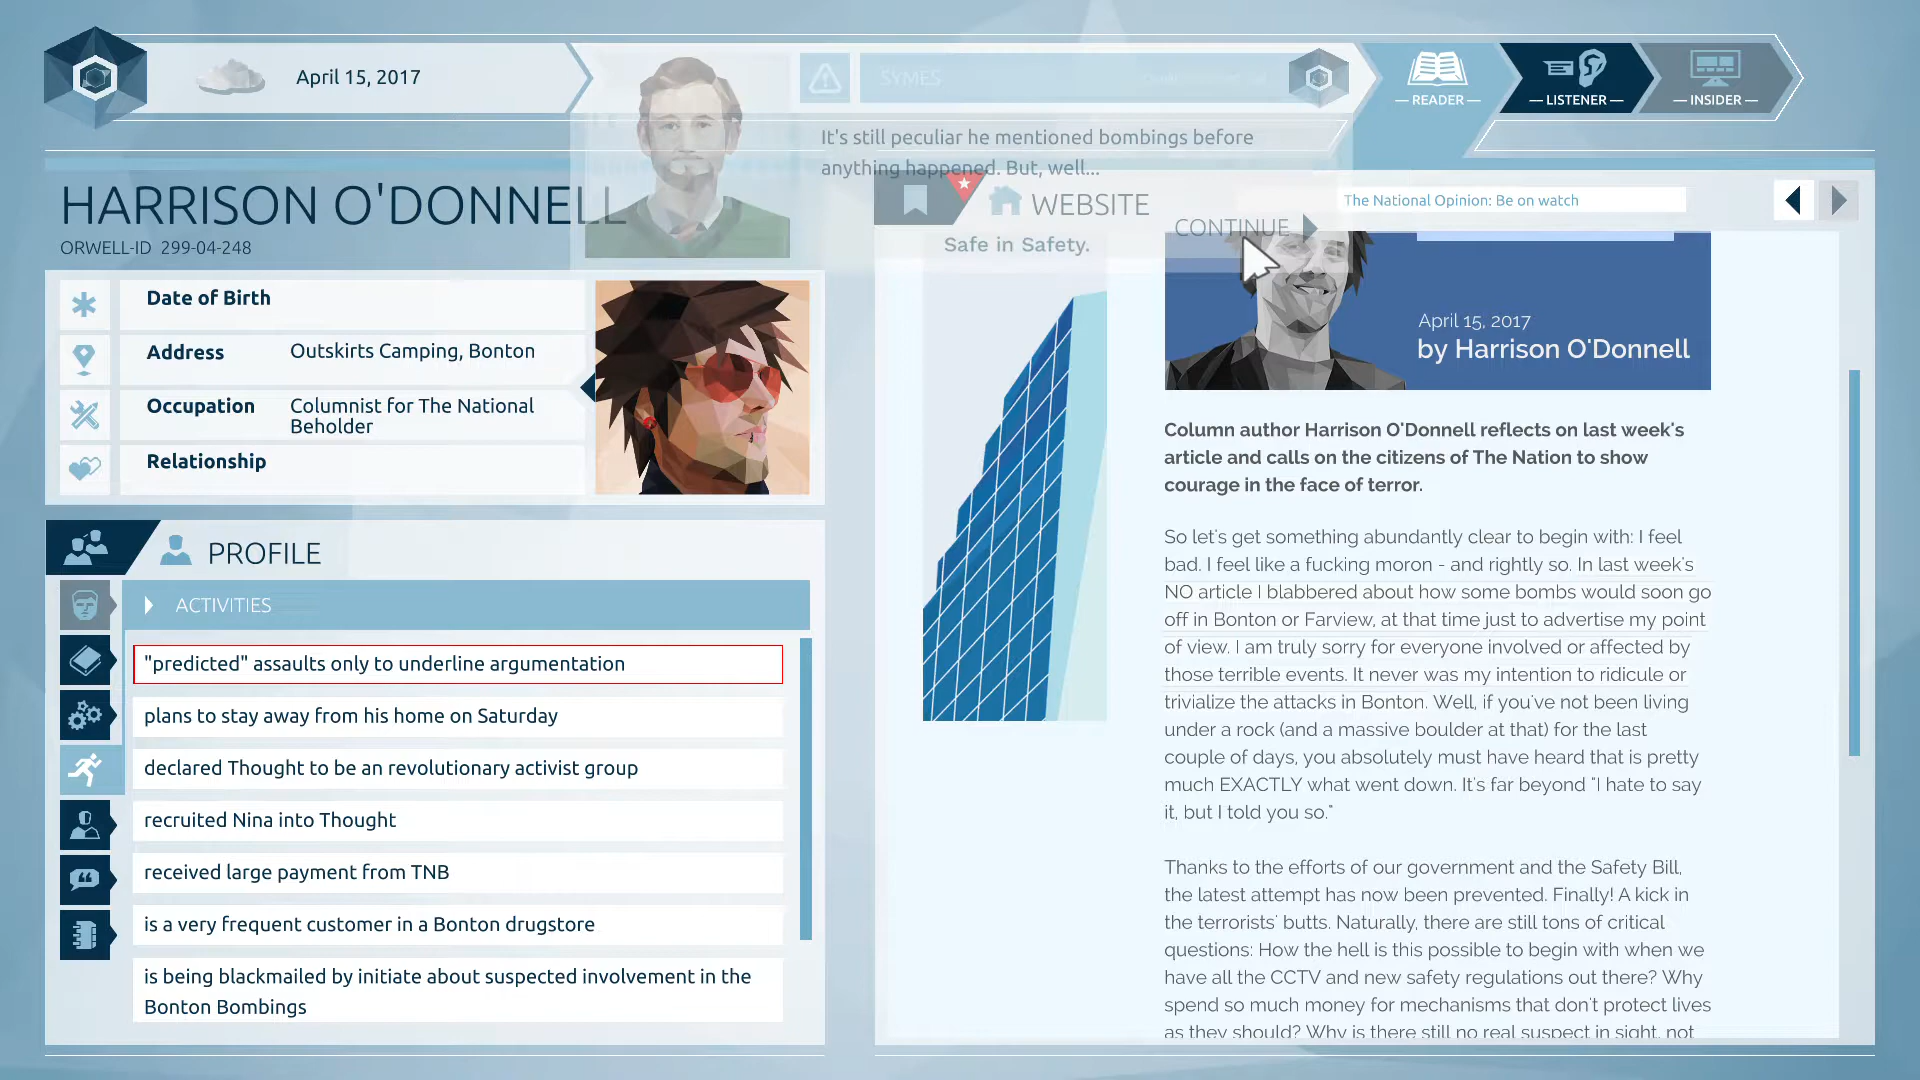 April 15, 2017
SYMES
It's still peculiar he mentioned bombings before
anything happened. But, well...
CONTINUE
READER
LISTENER
INSIDER
HARRISON O'DONNELL
ORWELL-ID 299-04-248
Date of Birth
Address Outskirts Camping, Bonton
Occupation Columnist for The National
Beholder
Relationship
PROFILE
ACTIVITIES
"predicted" assaults only to underline argumentation
plans to stay away from his home on Saturday
declared Thought to be an revolutionary activist group
recruited Nina into Thought
received large payment from TNB
is a very frequent customer in a Bonton drugstore
is being blackmailed by initiate about suspected involvement in the
Bonton Bombings
WEBSITE
The National Opinion: Be on watch
Safe in Safety.
April 15, 2017
by Harrison O'Donnell
Column author Harrison O'Donnell reflects on last week's
article and calls on the citizens of The Nation to show
courage in the face of terror.
So let's get something abundantly clear to begin with: I feel
bad. I feel like a fucking moron - and rightly so. In last week's
NO article I blabbered about how some bombs would soon go
off in Bonton or Farview, at that time just to advertise my point
of view. I am truly sorry for everyone involved or affected by
those terrible events. It never was my intention to ridicule or
trivialize the attacks in Bonton. Well, if you've not been living
under a rock (and a massive boulder at that) for the last
couple of days, you absolutely must have heard that is pretty
much EXACTLY what went down. It's far beyond "I hate to say
it, but I told you so."
Thanks to the efforts of our government and the Safety Bill,
the latest attempt has now been prevented. Finally! A kick in
the terrorists' butts. Naturally, there are still tons of critical
questions: How the hell is this possible to begin with when we
have all the CCTV and new safety regulations out there? Why
spend so much money for mechanisms that don't protect lives
as they should? Why is there still no real suspect in sight, not